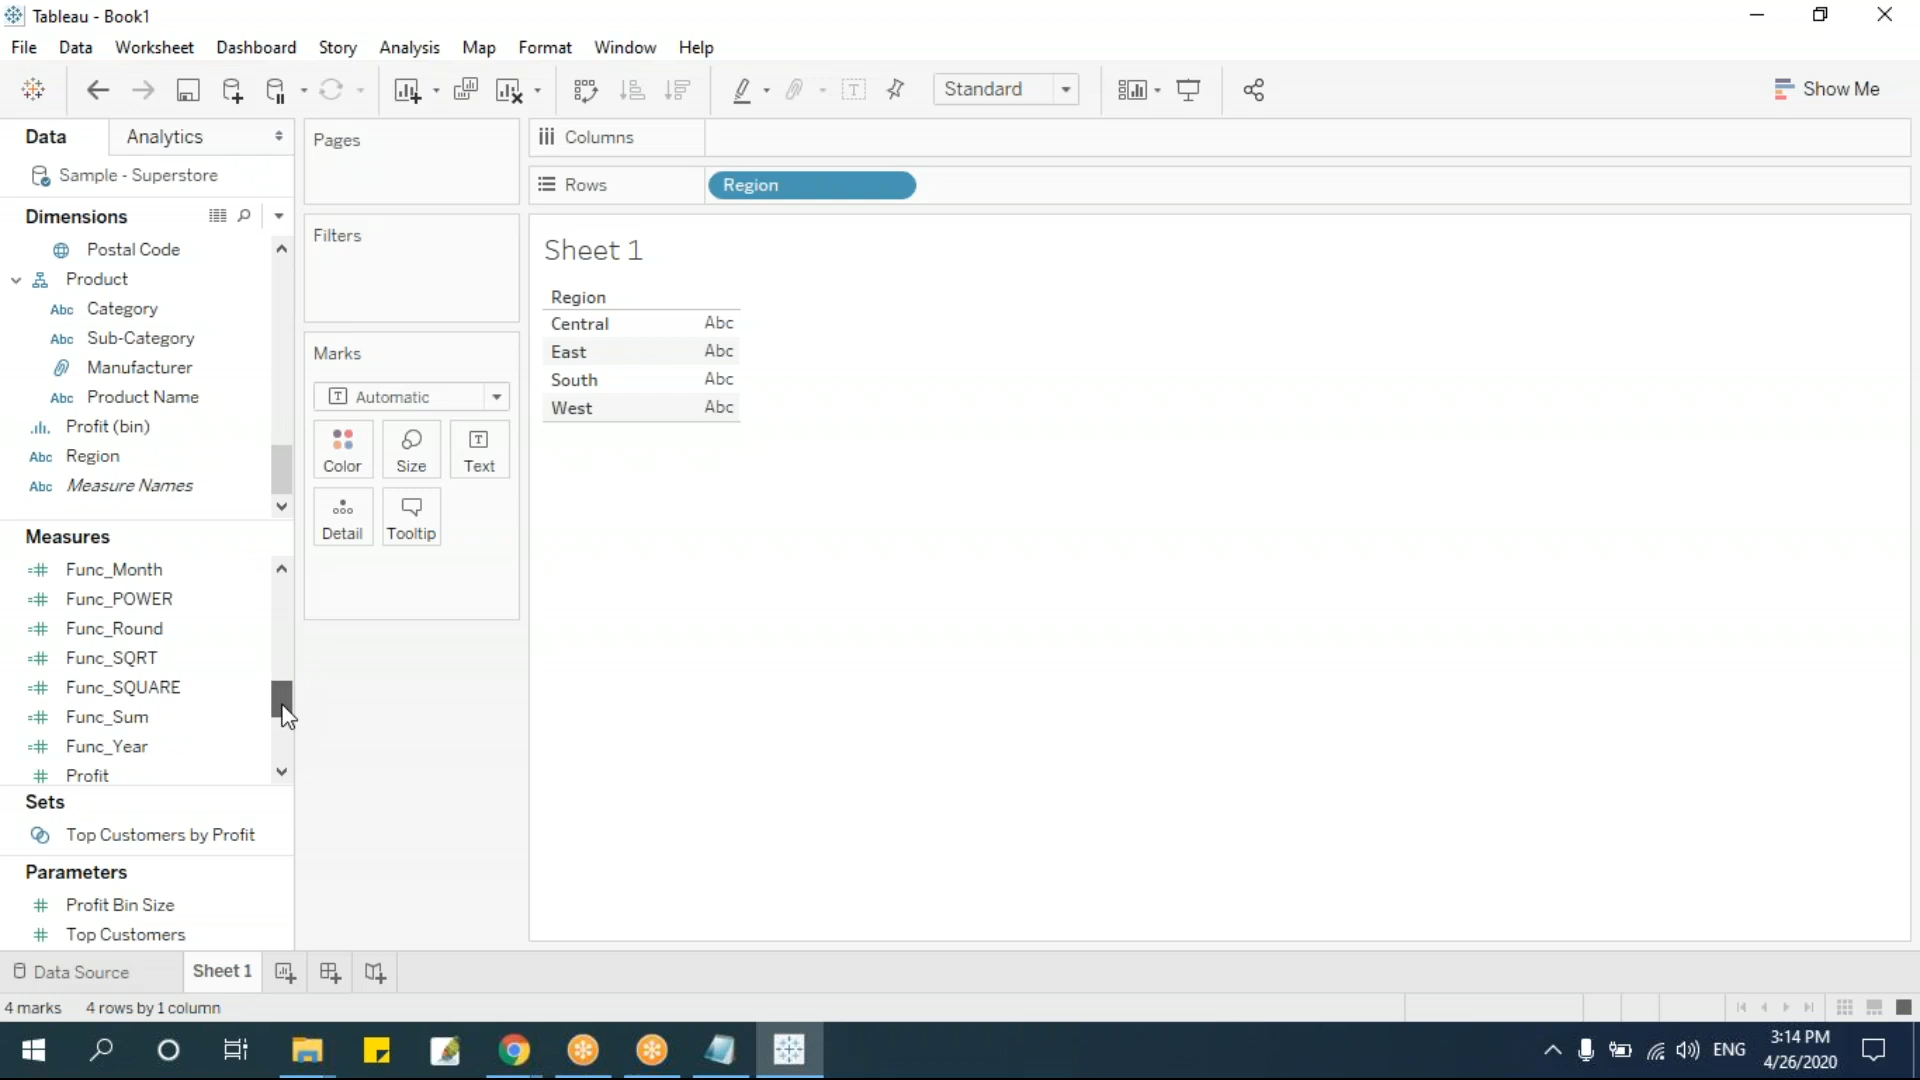 Tableau - Book1
File Data Worksheet Dashboard Story Analysis Map Format Window Help
Standard
Show Me
Data Analytics
Sample - Superstore
Dimensions
Postal Code
Product
Abc Category
Abc Sub-Category
Manufacturer
Abc Product Name
Profit (bin)
Abc Region
Abc Measure Names
Measures
=# Func_Month
=# Func_POWER
=# Func_Round
=# Func_SQRT
=# Func_SQUARE
=# Func_Sum
=# Func_Year
# Profit
Sets
Top Customers by Profit
Parameters
# Profit Bin Size
# Top Customers
Pages
Filters
Marks
T Automatic
Color Size T Text
Detail Tooltip
Columns
Rows Region
Sheet 1
Region
Central Abc
East Abc
South Abc
West Abc
Data Source Sheet 1
4 marks 4 rows by 1 column
ENG
3:14 PM
4/26/2020